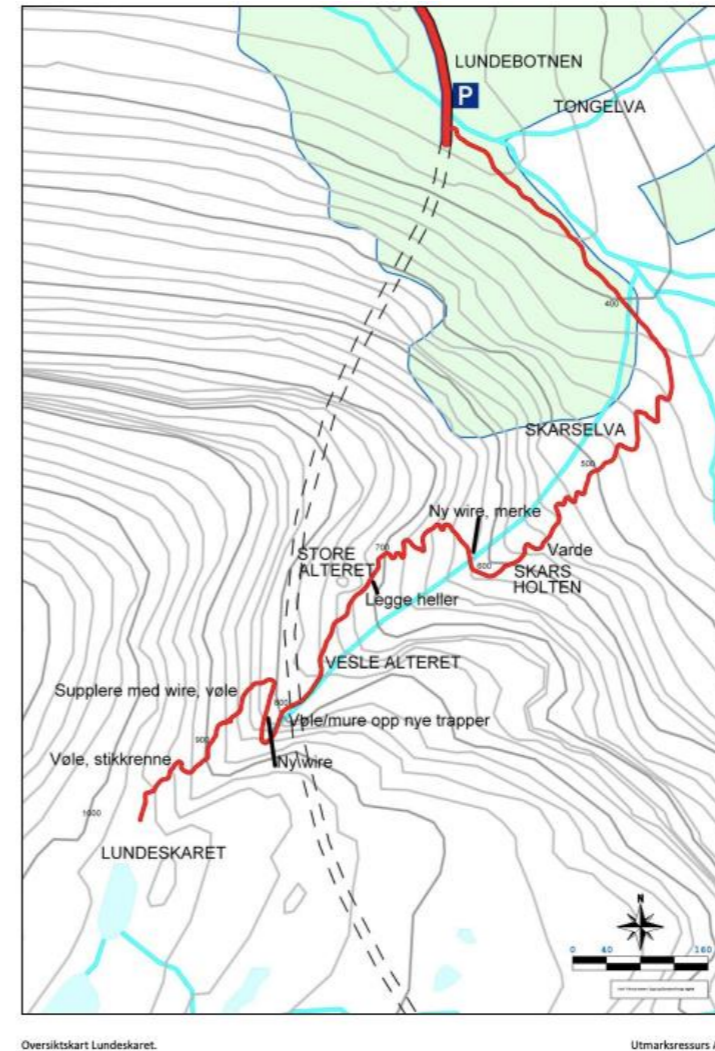 LUNDEBOTNEN
P
TONGELVA
400
SKARSELVA
500
Ny wire, merke
700
STORE
ALTERET
Varde
600
SKARS
HOLTEN
Legge heller
VESLE ALTERET
Supplere med wire, vøle
800
Vøle/mure opp nye trapper
900
Vøle, stikkrenne
Ny wire
1000
LUNDESKARET
N
0 40 160
Oversiktskart Lundeskaret.
Utmarksressurs